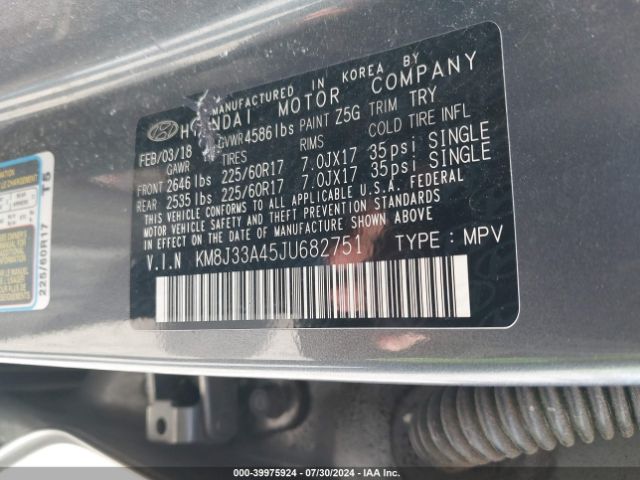 MANUFACTURED IN KOREA BY
HYUNDAI MOTOR COMPANY
FEB/03/18 GVWR 4586 lbs PAINT Z5G TRIM TRY
GAWR TIRES RIMS COLD TIRE INFL
FRONT 2646 lbs 225/60R17 7.0JX17 35psi SINGLE
REAR 2535 lbs 225/60R17 7.0JX17 35psi SINGLE
THIS VEHICLE CONFORMS TO ALL APPLICABLE U.S.A. FEDERAL
MOTOR VEHICLE SAFETY AND THEFT PREVENTION STANDARDS
IN EFFECT ON THE DATE OF MANUFACTURE SHOWN ABOVE.
V.I.N KM8J33A45JU682751 TYPE : MPV
225/60R17 T5
000-39975924 | 07/30/2024 | IAA Inc.